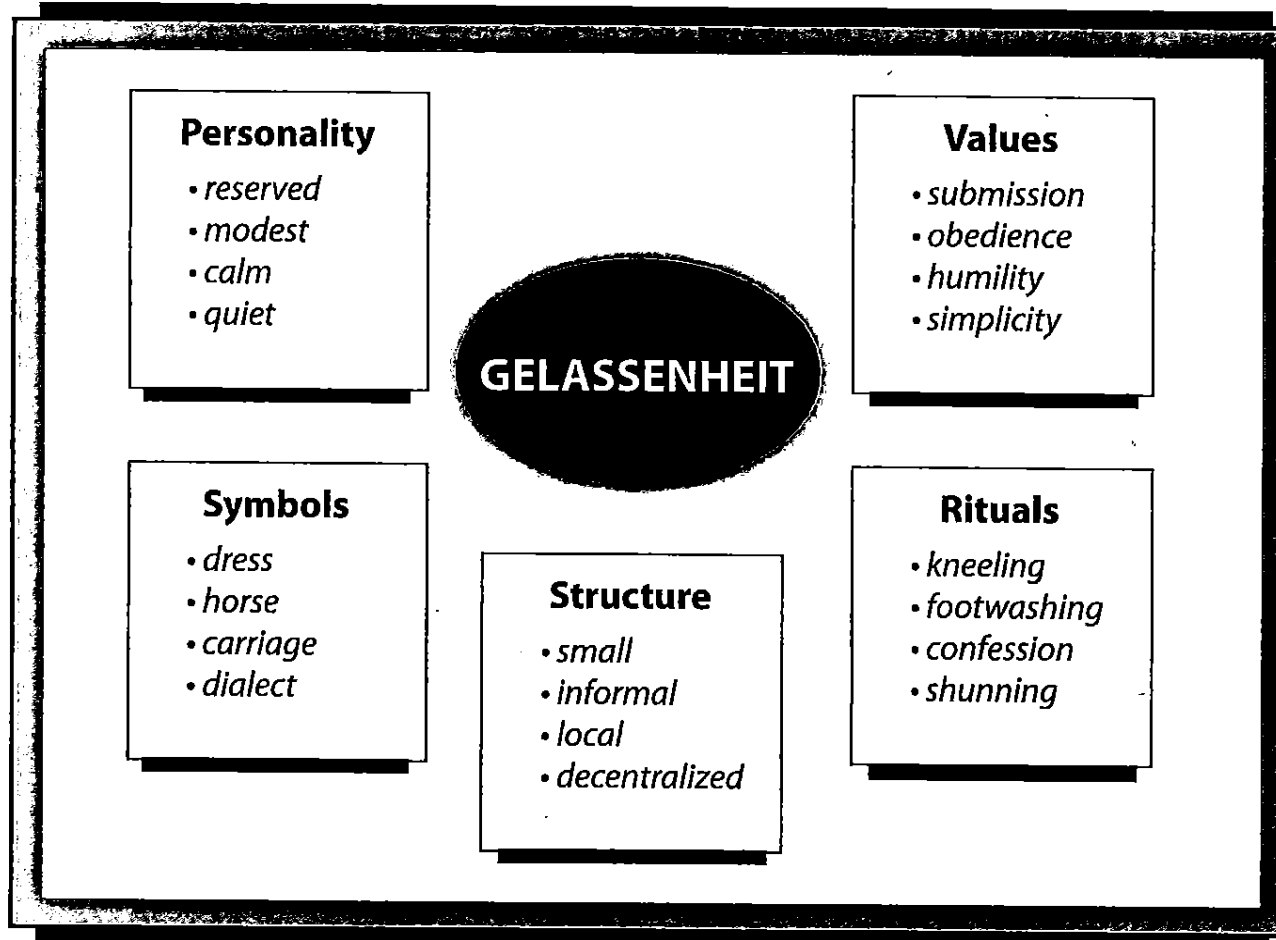 Personality
• reserved
• modest
• calm
• quiet
Values
• submission
• obedience
• humility
• simplicity
GELASSENHEIT
Symbols
• dress
• horse
• carriage
• dialect
Structure
• small
• informal
• local
• decentralized
Rituals
• kneeling
• footwashing
• confession
• shunning